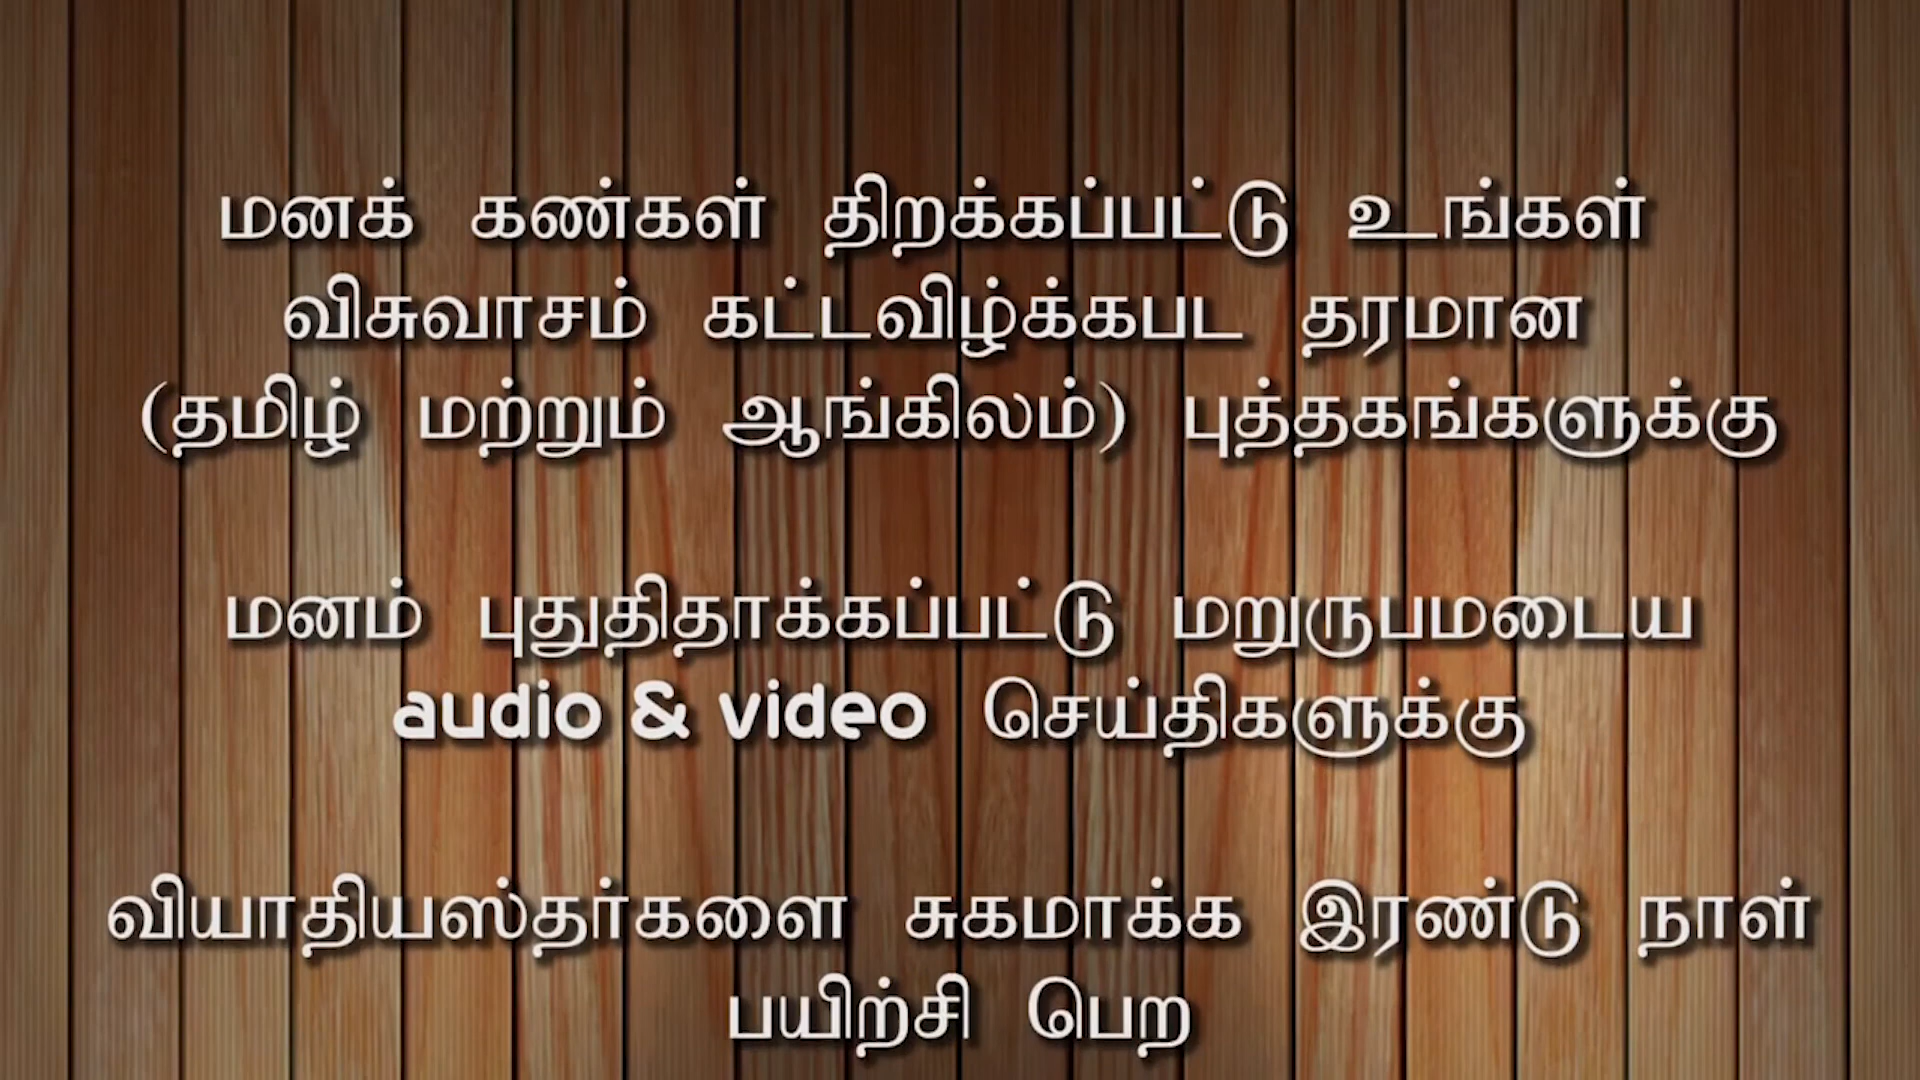 மனக் கண்கள் திறக்கப்பட்டு உங்கள்
விசுவாசம் கட்டவிழ்க்கபட தரமான
(தமிழ் மற்றும் ஆங்கிலம்) புத்தகங்களுக்கு
மனம் புதுதிதாக்கப்பட்டு மறுருபமடைய
audio & video செய்திகளுக்கு
வியாதியஸ்தர்களை சுகமாக்க இரண்டு நாள்
பயிற்சி பெற